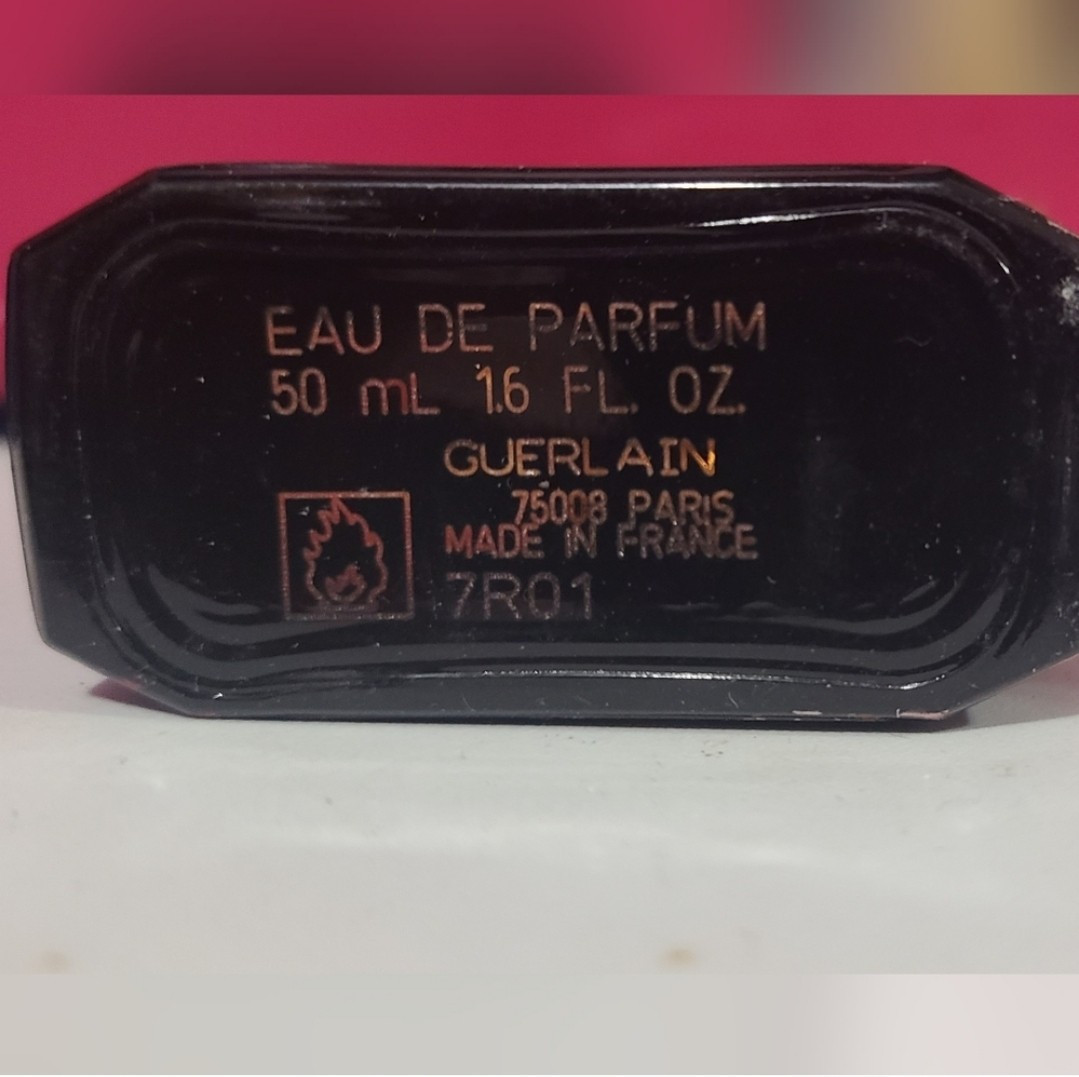 EAU DE PARFUM
50 mL 1.6 FL. OZ.
GUERLAIN
75008 PARIS
MADE IN FRANCE
7R01